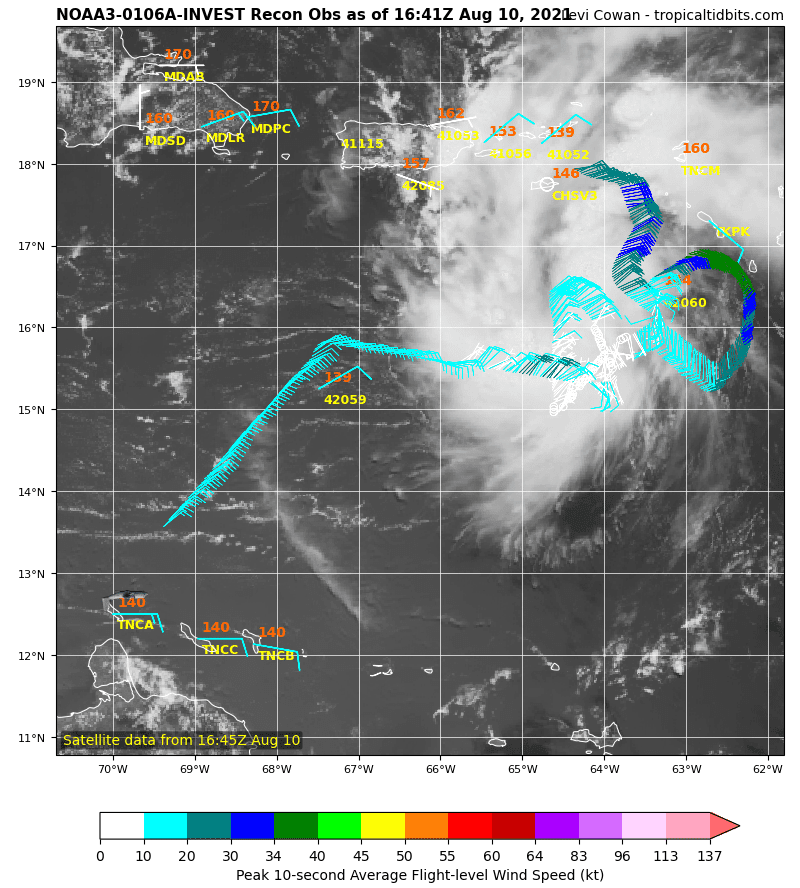 NOAA3-0106A-INVEST Recon Obs as of 16:41Z Aug 10, 2021
Levi Cowan - tropicaltidbits.com
19°N
18°N
17°N
16°N
15°N
14°N
13°N
12°N
11°N
170
MDAB
160
MDSD
160
MDLR
170
MDPC
41115
162
41053
153
41056
139
41052
157
42085
146
CHSV3
160
TNCM
TKPK
42060
139
42059
140
TNCA
140
TNCC
140
TNCB
Satellite data from 16:45Z Aug 10
70°W 69°W 68°W 67°W 66°W 65°W 64°W 63°W 62°W
0 10 20 30 34 40 45 50 55 60 64 83 96 113 137
Peak 10-second Average Flight-level Wind Speed (kt)